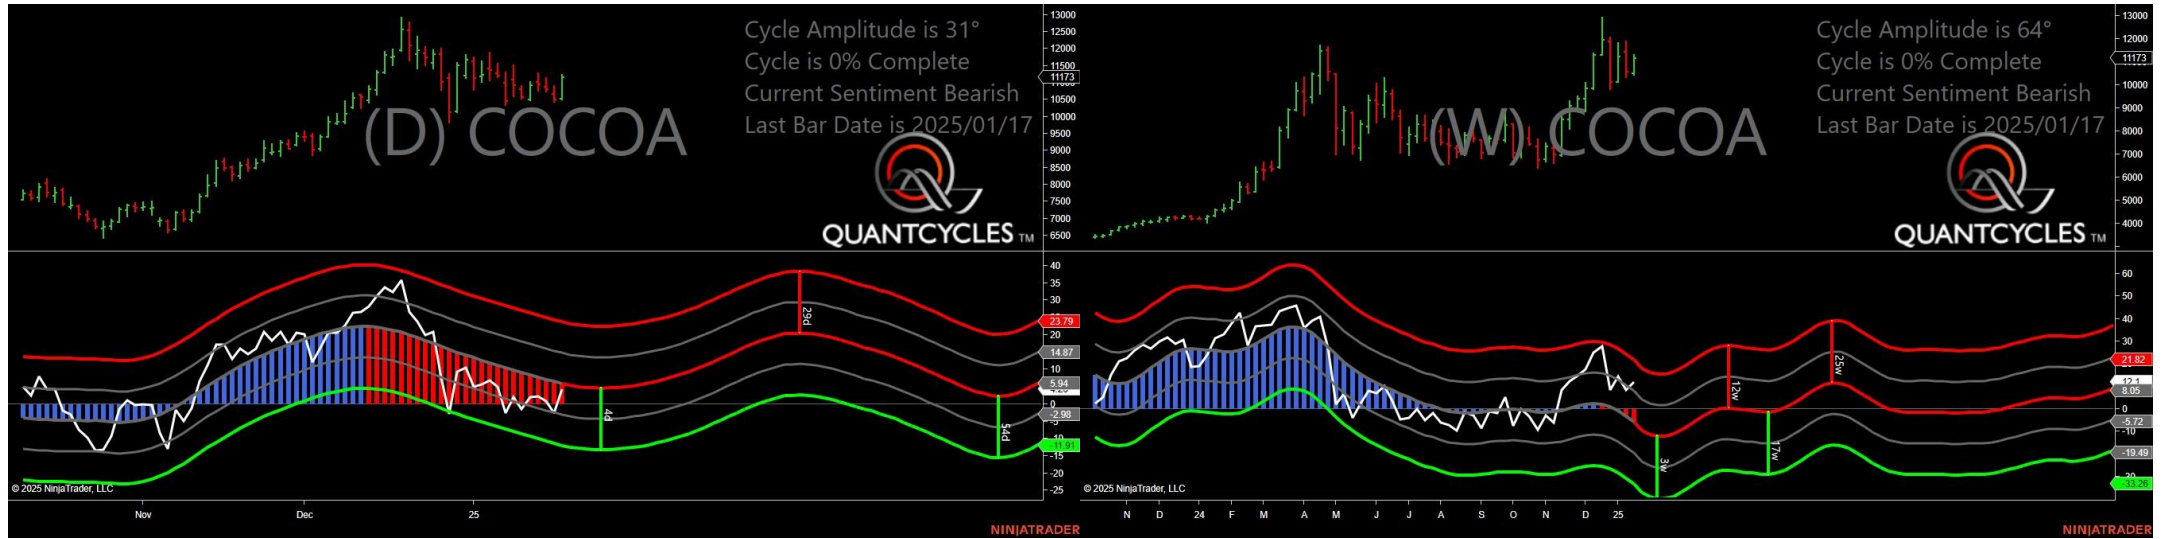 13000
12500
12000
11500
11173
11000
10500
10000
9500
9000
8500
8000
7500
7000
6500
Cycle Amplitude is 31°
Cycle is 0% Complete
Current Sentiment Bearish
Last Bar Date is 2025/01/17
(D) COCOA
QUANTCYCLES TM
40
35
30
23.79
20
14.87
10
5.94
0
-2.98
-5
-11.91
-15
-20
-25
29d
4d
54d
© 2025 NinjaTrader, LLC
Nov
Dec
25
NINJATRADER
13000
12000
11173
10000
9000
8000
7000
6000
5000
4000
Cycle Amplitude is 64°
Cycle is 0% Complete
Current Sentiment Bearish
Last Bar Date is 2025/01/17
(W) COCOA
QUANTCYCLES TM
60
50
40
30
21.82
12.1
8.05
0
-5.72
-10
-19.49
-33.26
3w
12w
17w
25w
© 2025 NinjaTrader, LLC
N
D
24
F
M
A
M
J
J
A
S
O
N
D
25
NINJATRADER